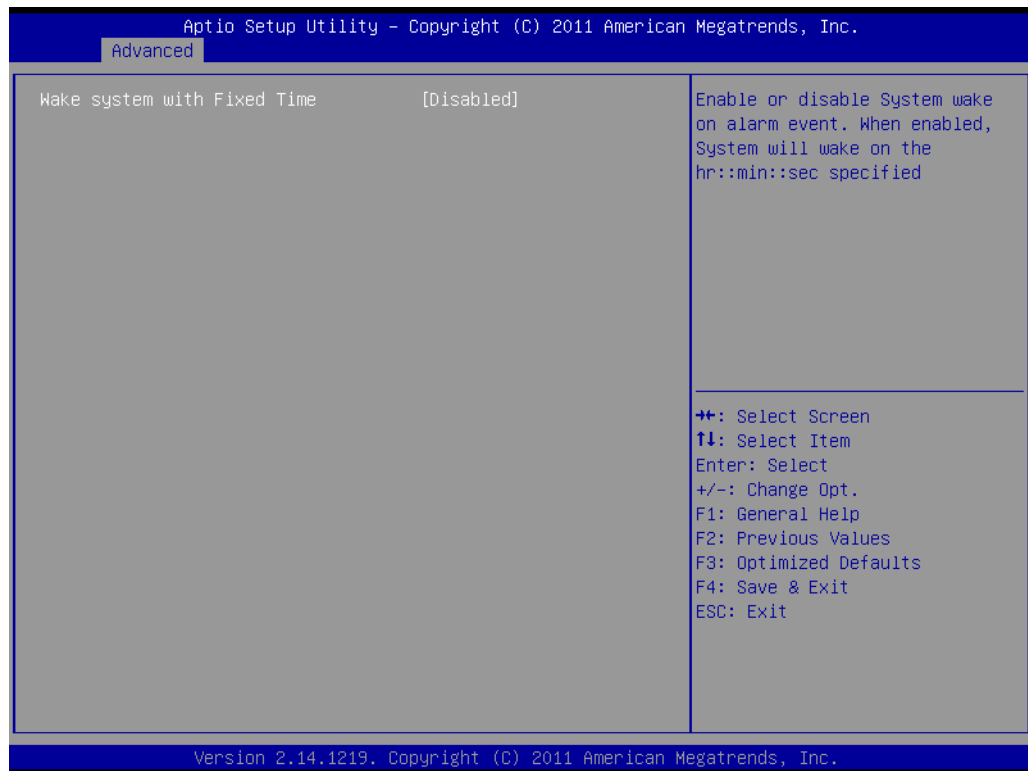 Aptio Setup Utility – Copyright (C) 2011 American Megatrends, Inc.
Advanced
Wake system with Fixed Time [Disabled]
Enable or disable System wake
on alarm event. When enabled,
System will wake on the
hr::min::sec specified
→←: Select Screen
↑↓: Select Item
Enter: Select
+/-: Change Opt.
F1: General Help
F2: Previous Values
F3: Optimized Defaults
F4: Save & Exit
ESC: Exit
Version 2.14.1219. Copyright (C) 2011 American Megatrends, Inc.